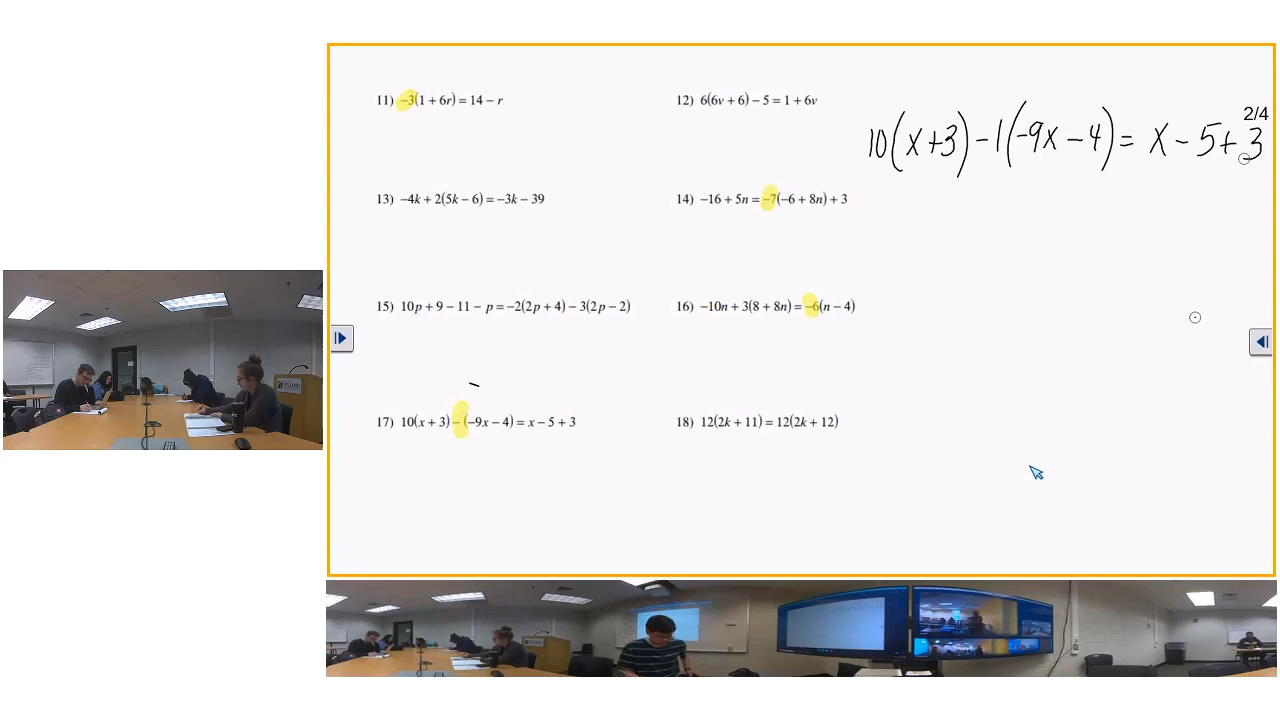 11) −3(1 + 6r) = 14 − r
12) 6(6v + 6) − 5 = 1 + 6v
2/4
10(x+3)−1(−9x−4)= x−5+3
13) −4k + 2(5k − 6) = −3k − 39
14) −16 + 5n = −7(−6 + 8n) + 3
15) 10p + 9 − 11 − p = −2(2p + 4) − 3(2p − 2)
16) −10n + 3(8 + 8n) = −6(n − 4)
17) 10(x + 3) − (−9x − 4) = x − 5 + 3
18) 12(2k + 11) = 12(2k + 12)